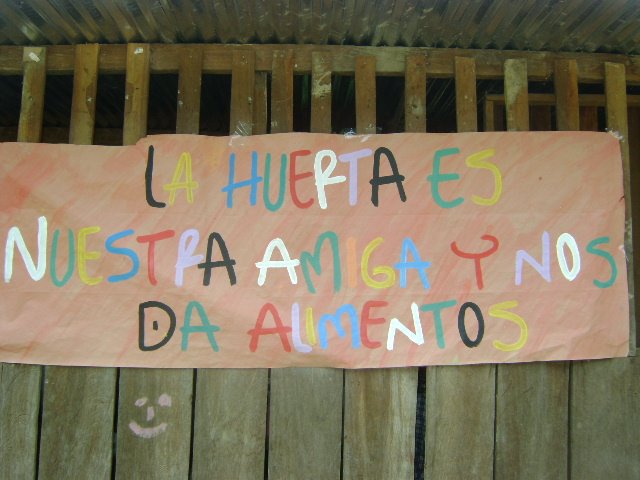 LA HUERTA ES
NUESTRA AMIGA Y NOS
DA ALIMENTOS